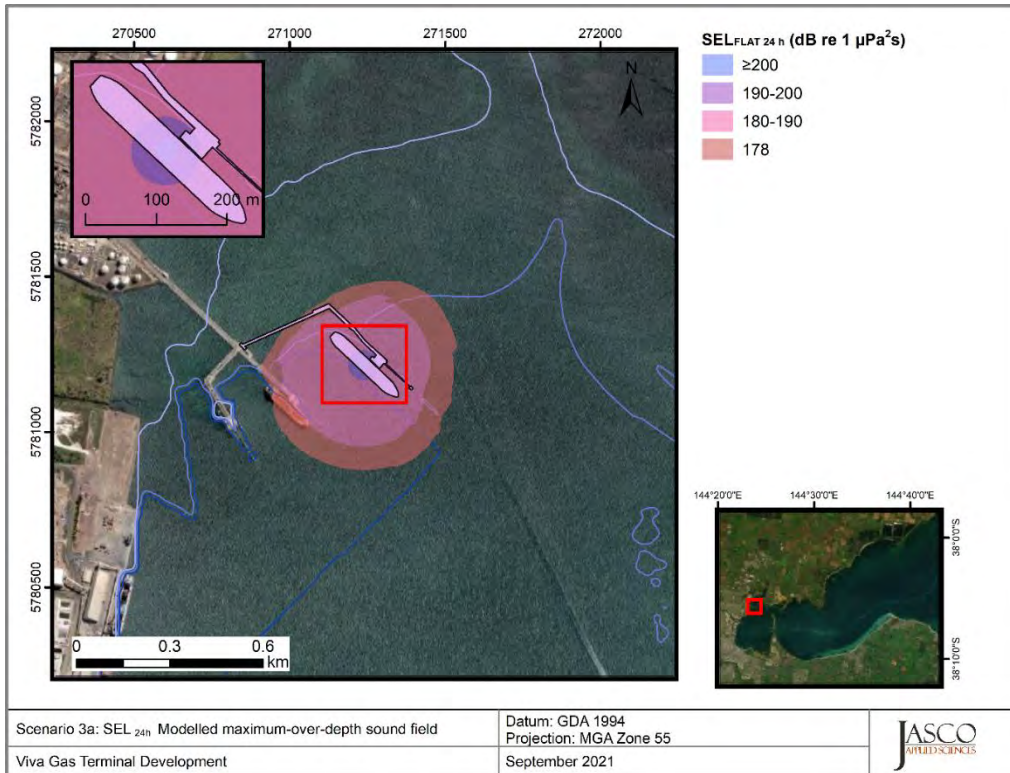 270500 271000 271500 272000
5782000
5781500
5781000
5780500
N
0 100 200 m
0 0.3 0.6
km
SELFLAT 24 h (dB re 1 µPa²s)
≥200
190-200
180-190
178
144°20'0"E 144°30'0"E 144°40'0"E
38°0'0"S
38°10'0"S
Scenario 3a: SEL 24h Modelled maximum-over-depth sound field
Viva Gas Terminal Development
Datum: GDA 1994
Projection: MGA Zone 55
September 2021
JASCO
APPLIED SCIENCES